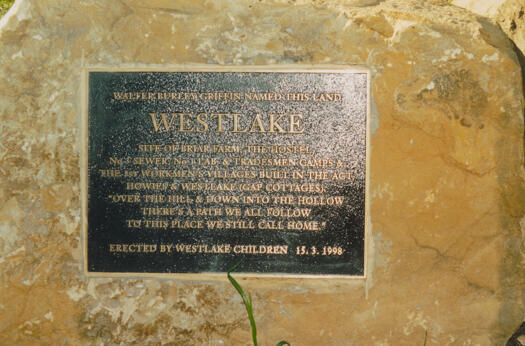 WALTER BURLEY GRIFFIN NAMED THIS LAND
WESTLAKE
SITE OF BRIAR FARM, THE HOSTEL,
No 3 SEWER, No 1 LAB. & TRADESMEN CAMPS &
THE 1ST WORKMEN'S VILLAGES BUILT IN THE ACT
HOWIES & WESTLAKE (GAP COTTAGES).
"OVER THE HILL & DOWN INTO THE HOLLOW
THERE'S A PATH WE ALL FOLLOW
TO THIS PLACE WE STILL CALL HOME."
ERECTED BY WESTLAKE CHILDREN 15. 3. 1998